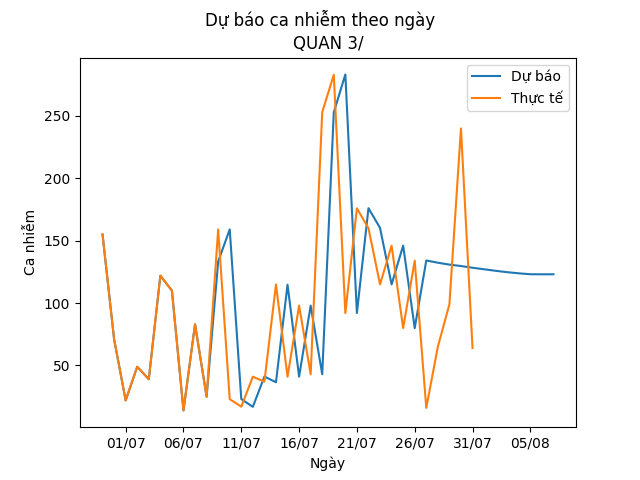 Dự báo ca nhiễm theo ngày
QUAN 3/
Dự báo
Thực tế
Ca nhiễm
250
200
150
100
50
01/07 06/07 11/07 16/07 21/07 26/07 31/07 05/08
Ngày